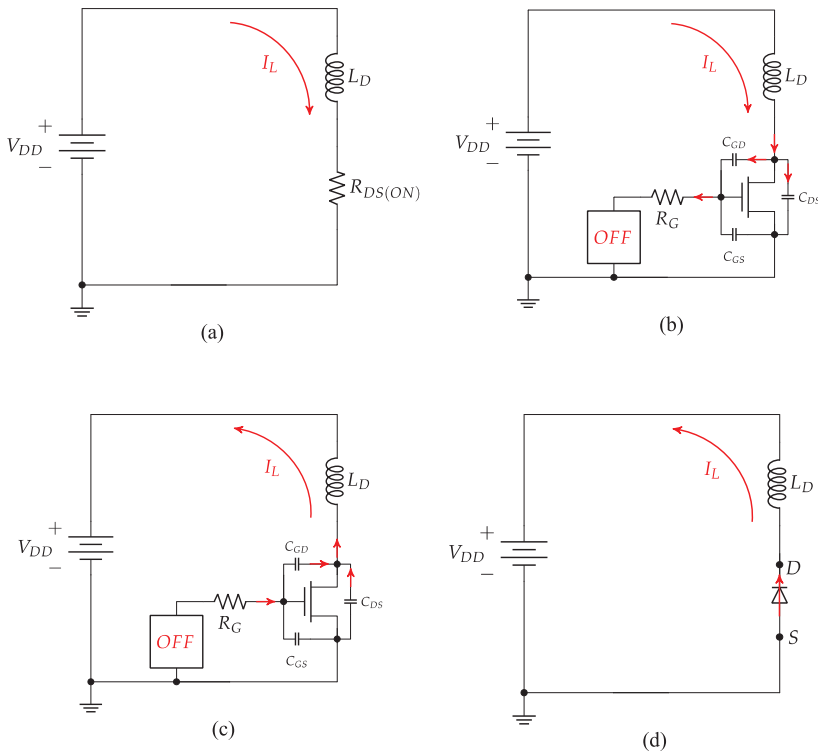 I_L
L_D
+
V_DD
−
R_DS(ON)
(a)
I_L
L_D
+
V_DD
−
C_GD
C_DS
R_G
OFF
C_GS
(b)
I_L
L_D
+
V_DD
−
C_GD
C_DS
R_G
OFF
C_GS
(c)
I_L
L_D
+
V_DD
−
D
S
(d)